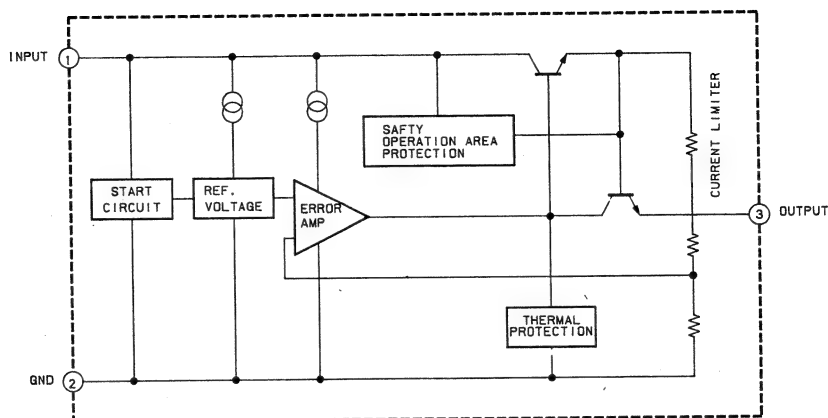 INPUT
1
SAFTY
OPERATION AREA
PROTECTION
CURRENT LIMITER
START
CIRCUIT
REF.
VOLTAGE
ERROR
AMP
3
OUTPUT
THERMAL
PROTECTION
GND
2